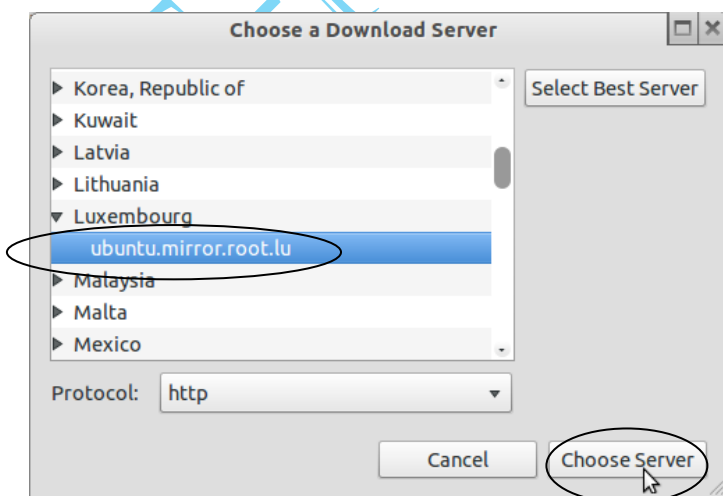 Choose a Download Server
Korea, Republic of
Select Best Server
Kuwait
Latvia
Lithuania
Luxembourg
ubuntu.mirror.root.lu
Malaysia
Malta
Mexico
Protocol: http
Cancel
Choose Server